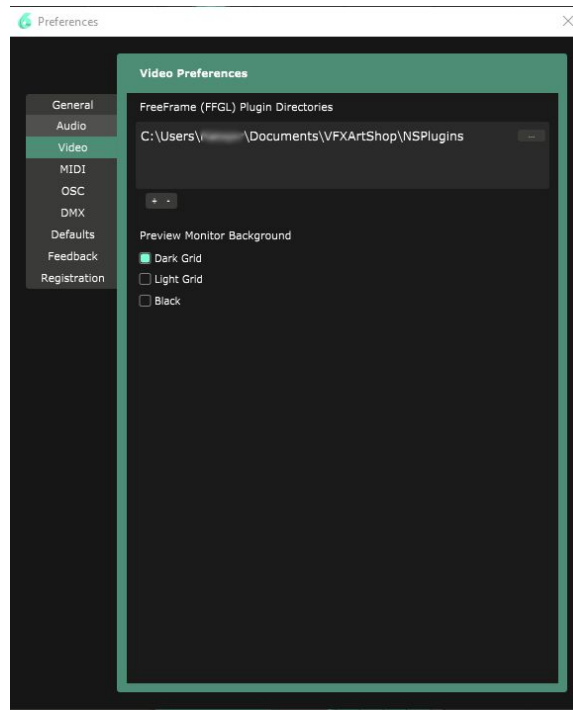 Preferences
Video Preferences
General
Audio
Video
MIDI
OSC
DMX
Defaults
Feedback
Registration
FreeFrame (FFGL) Plugin Directories
C:\Users\ \Documents\VFXArtShop\NSPlugins ...
+ -
Preview Monitor Background
Dark Grid
Light Grid
Black